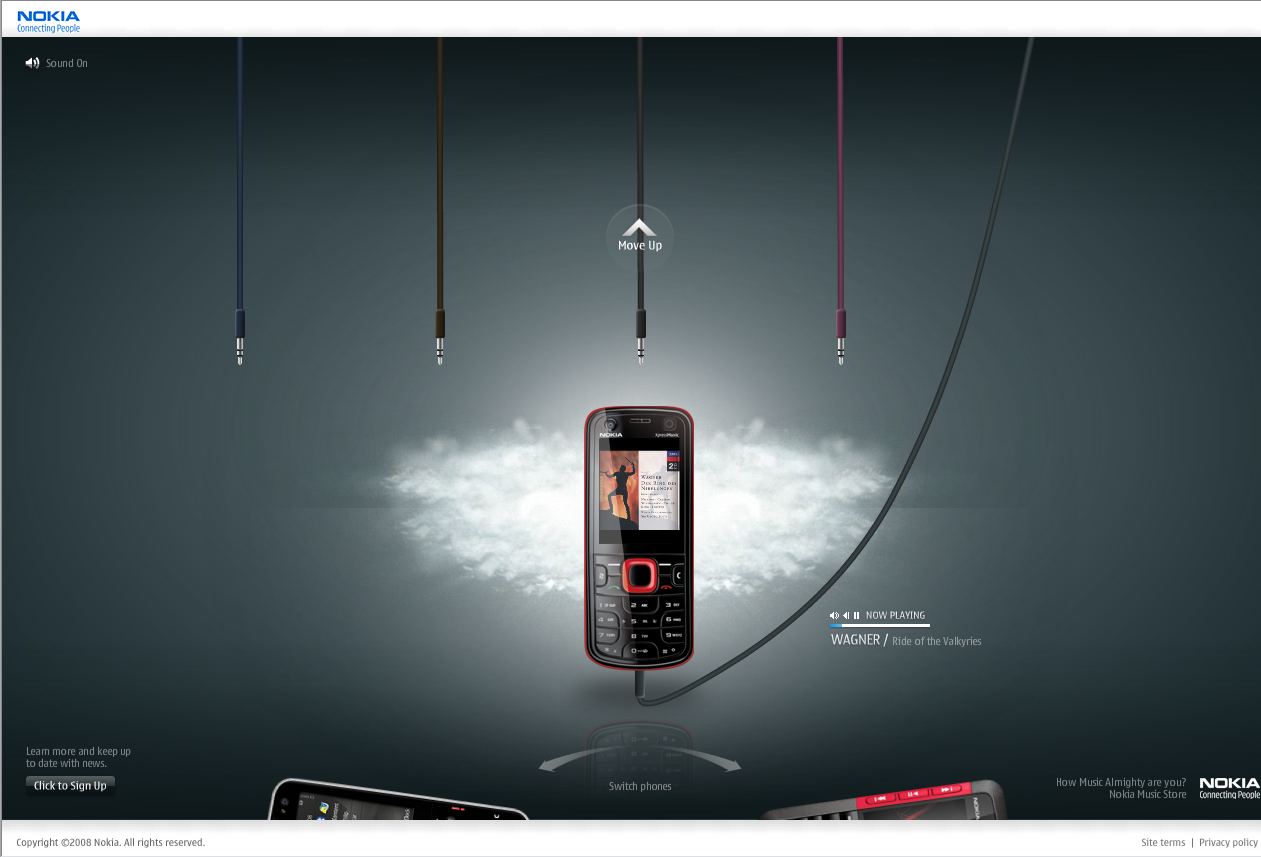 NOKIA
Connecting People
Sound On
Move Up
NOKIA
XpressMusic
WAGNER
DER RING DES
NIBELUNGEN
NOW PLAYING
WAGNER / Ride of the Valkyries
Learn more and keep up
to date with news.
Click to Sign Up
Switch phones
How Music Almighty are you?
Nokia Music Store
NOKIA
Connecting People
Copyright ©2008 Nokia. All rights reserved.
Site terms | Privacy policy